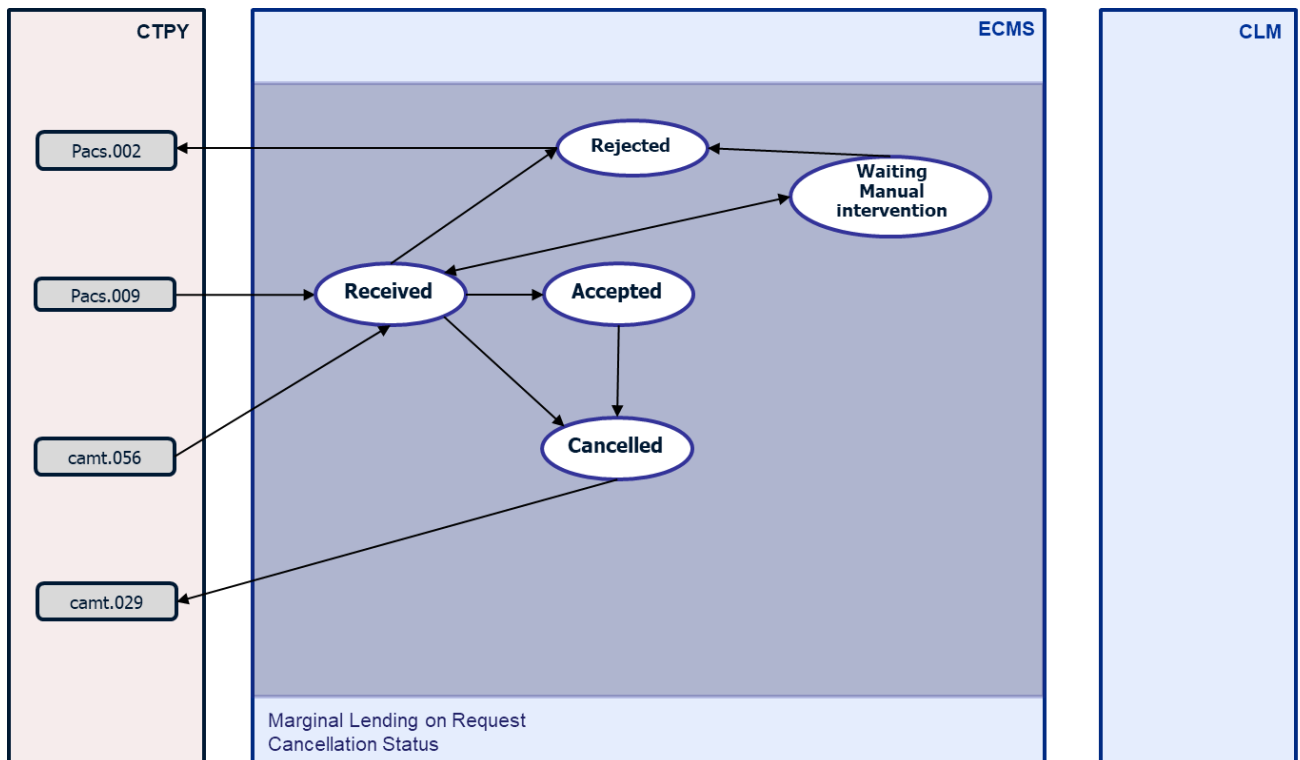 CTPY
ECMS
CLM
Pacs.002
Rejected
Waiting
Manual
intervention
Pacs.009
Received
Accepted
camt.056
Cancelled
camt.029
Marginal Lending on Request
Cancellation Status